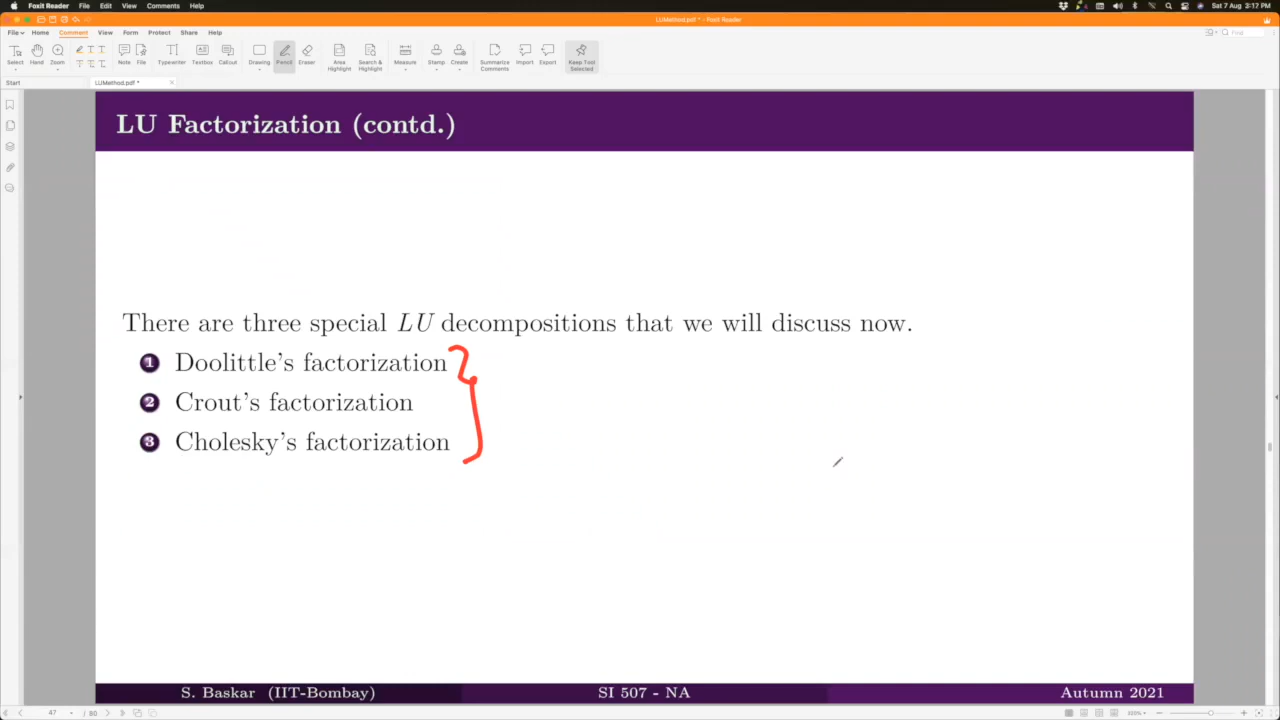 Foxit Reader File Edit View Comments Help Sat 7 Aug 3:17 PM
LUMethod.pdf * - Foxit Reader
File Home Comment View Form Protect Share Help Find
Select Hand Zoom Note File Typewriter Textbox Callout Drawing Pencil Eraser Area Highlight Search & Highlight Measure Stamp Create Summarize Comments Import Export Keep Tool Selected
Start LUMethod.pdf *
LU Factorization (contd.)
There are three special LU decompositions that we will discuss now.
1 Doolittle's factorization
2 Crout's factorization
3 Cholesky's factorization
S. Baskar (IIT-Bombay) SI 507 - NA Autumn 2021
47 / 80